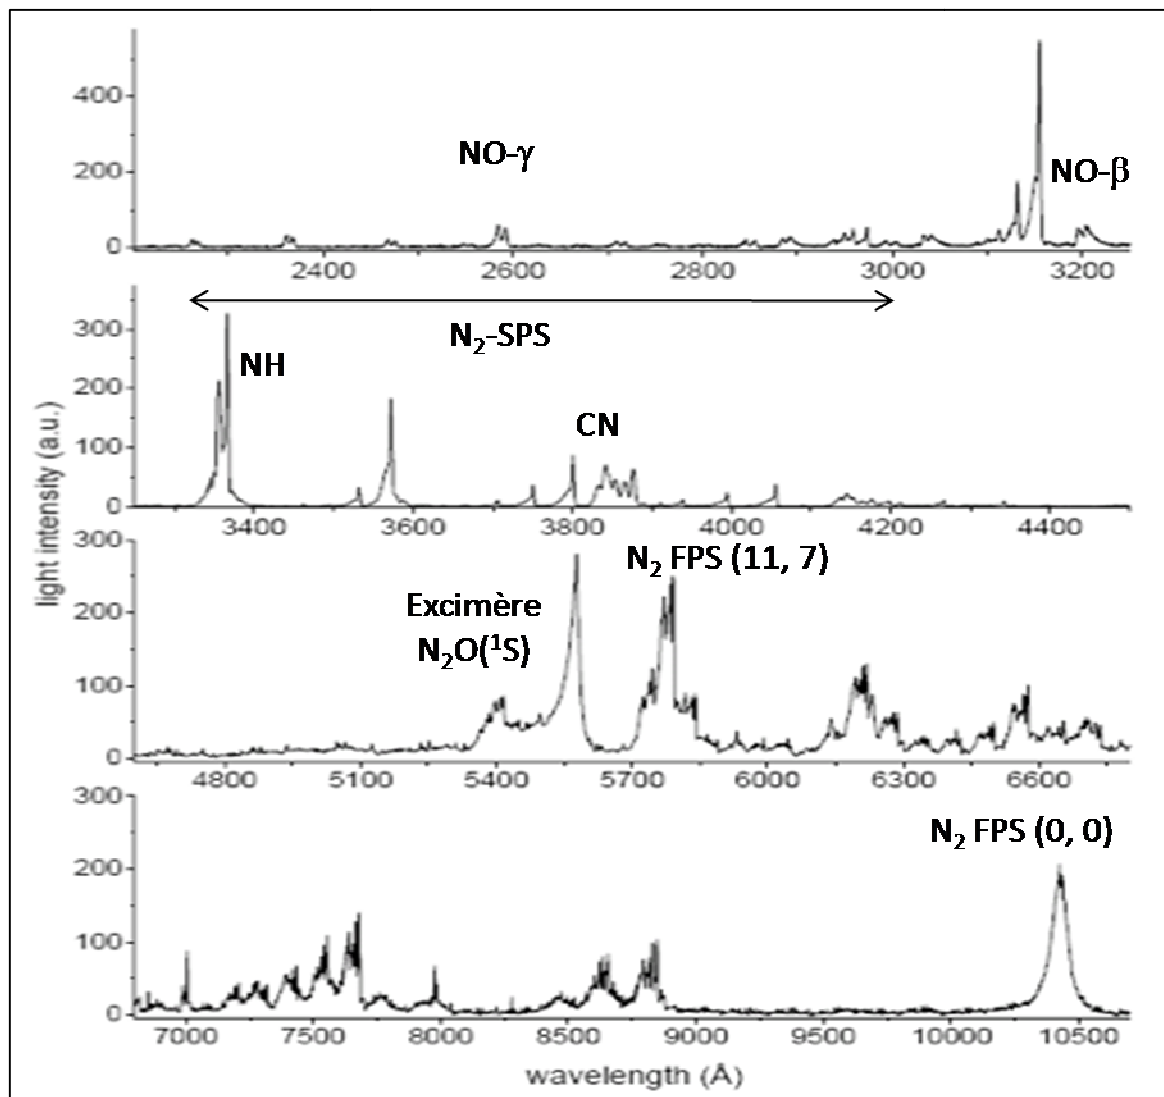 400
200
0
NO-γ
NO-β
2400 2600 2800 3000 3200
N₂-SPS
300
200
100
0
NH
CN
3400 3600 3800 4000 4200 4400
light intensity (a.u.)
300
200
100
0
Excimère
N₂O(¹S)
N₂ FPS (11, 7)
4800 5100 5400 5700 6000 6300 6600
300
200
100
0
N₂ FPS (0, 0)
7000 7500 8000 8500 9000 9500 10000 10500
wavelength (Å)